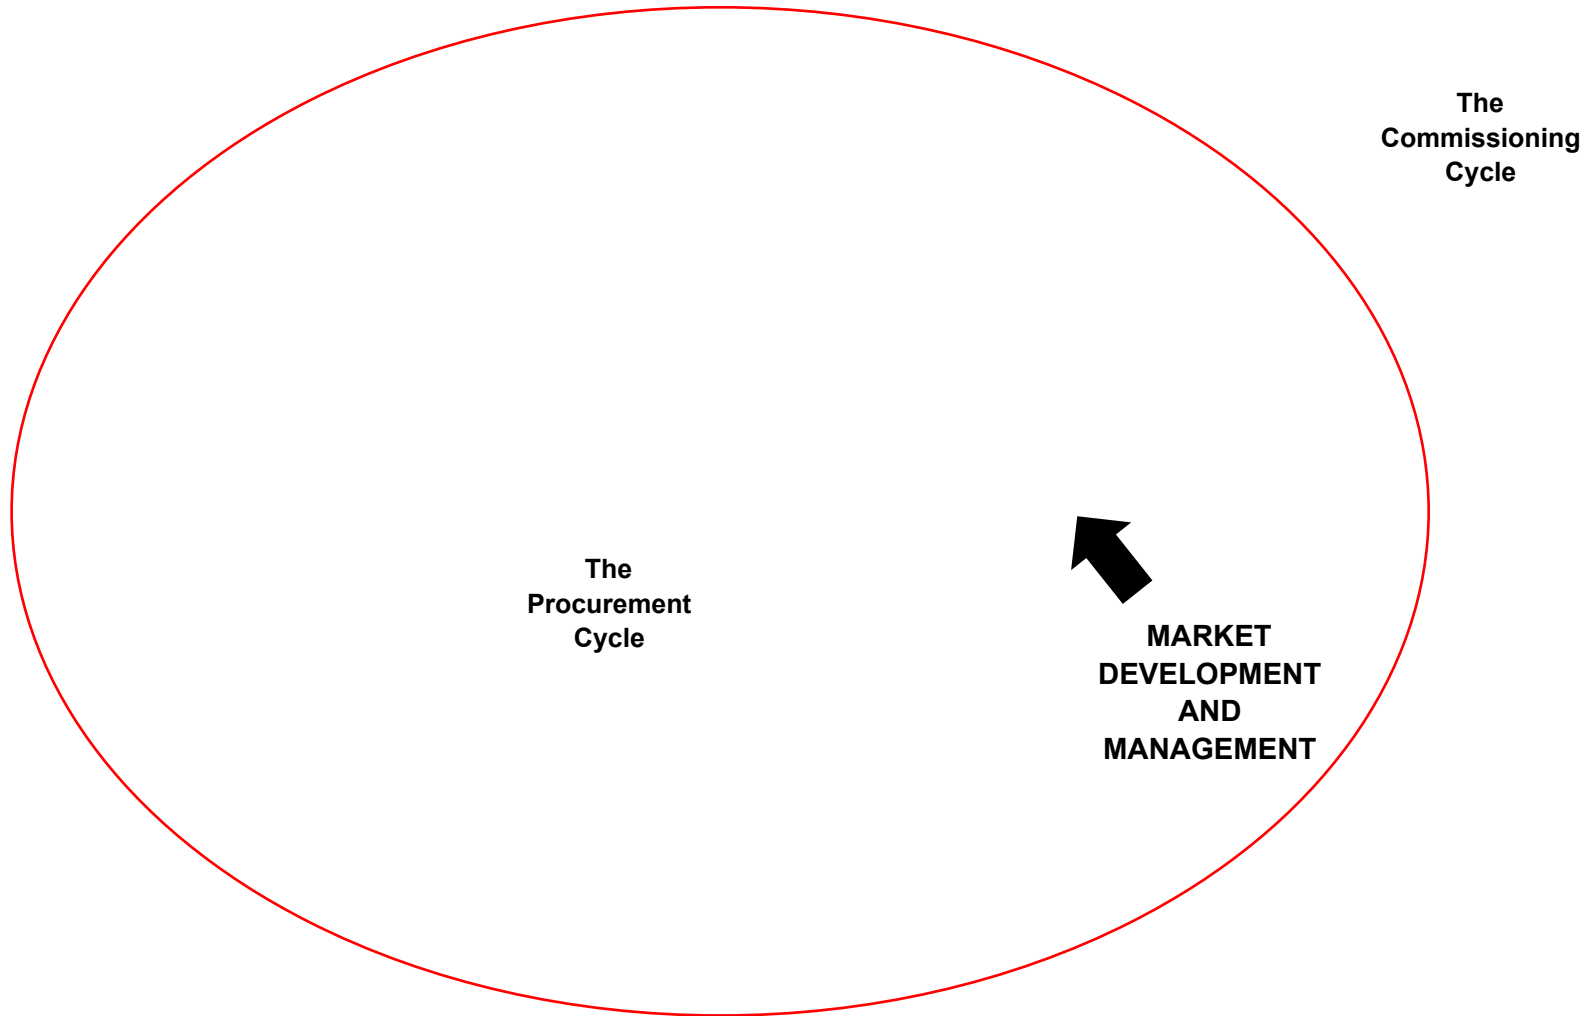 The
Commissioning
Cycle
The
Procurement
Cycle
MARKET
DEVELOPMENT
AND
MANAGEMENT